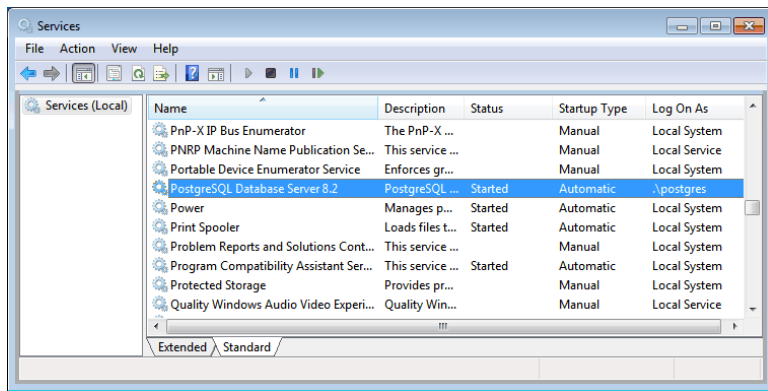 Services
File Action View Help
Services (Local)
Name Description Status Startup Type Log On As
PnP-X IP Bus Enumerator The PnP-X ... Manual Local System
PNRP Machine Name Publication Se... This service ... Manual Local Service
Portable Device Enumerator Service Enforces gr... Manual Local System
PostgreSQL Database Server 8.2 PostgreSQL ... Started Automatic .\postgres
Power Manages p... Started Automatic Local System
Print Spooler Loads files t... Started Automatic Local System
Problem Reports and Solutions Cont... This service ... Manual Local System
Program Compatibility Assistant Ser... This service ... Started Automatic Local System
Protected Storage Provides pr... Manual Local System
Quality Windows Audio Video Experi... Quality Win... Manual Local Service
Extended Standard